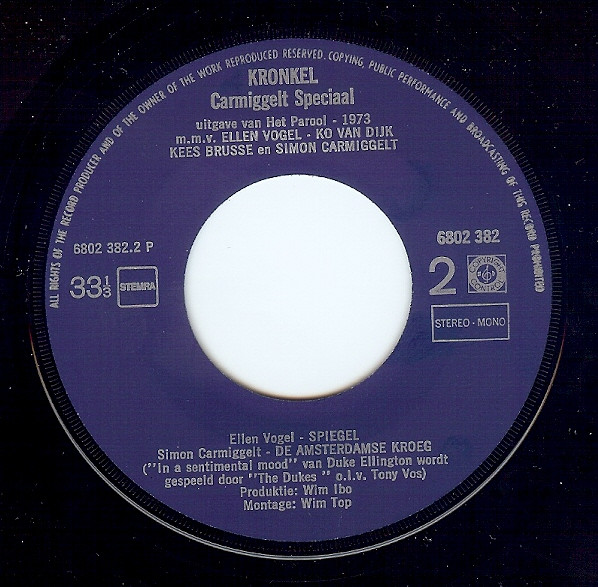 ALL RIGHTS OF THE RECORD PRODUCER AND OF THE OWNER OF THE WORK REPRODUCED RESERVED. COPYING, PUBLIC PERFORMANCE AND BROADCASTING OF THIS RECORD PROHIBITED
KRONKEL
Carmiggelt Speciaal
uitgave van Het Parool - 1973
m.m.v. ELLEN VOGEL - KO VAN DIJK
KEES BRUSSE en SIMON CARMIGGELT
6802 382.2 P
6802 382
33⅓
STEMRA
2
COPYRIGHT CONTROL
STEREO - MONO
Ellen Vogel - SPIEGEL
Simon Carmiggelt - DE AMSTERDAMSE KROEG
(''in a sentimental mood'' van Duke Ellington wordt
gespeeld door ''The Dukes '' o.l.v. Tony Vos)
Produktie: Wim Ibo
Montage: Wim Top